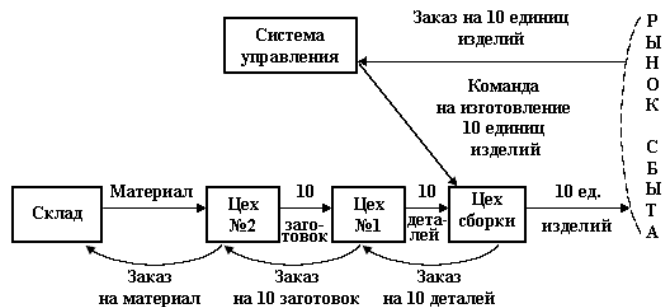 Заказ на 10 единиц
изделий
Система
управления
РЫНОК СБЫТА
Команда
на изготовление
10 единиц
изделий
Склад
Материал
Цех
№2
10
заго-
товок
Цех
№1
10
дета-
лей
Цех
сборки
10 ед.
изделий
Заказ
на материал
Заказ
на 10 заготовок
Заказ
на 10 деталей